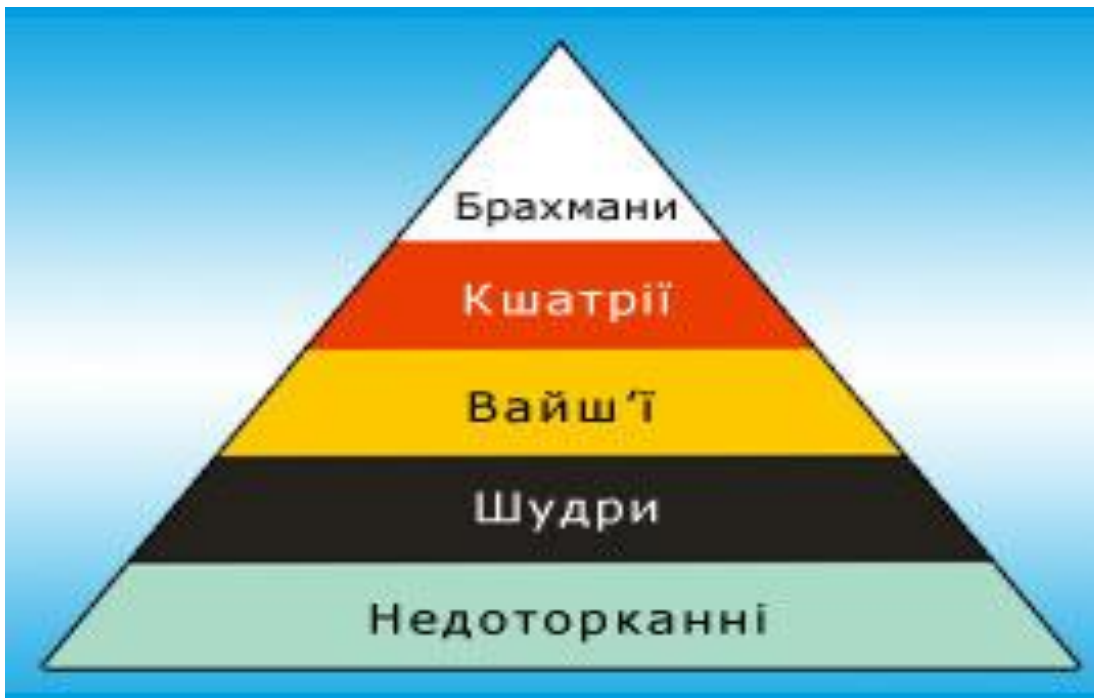 Брахмани
Кшатрії
Вайш’ї
Шудри
Недоторканні